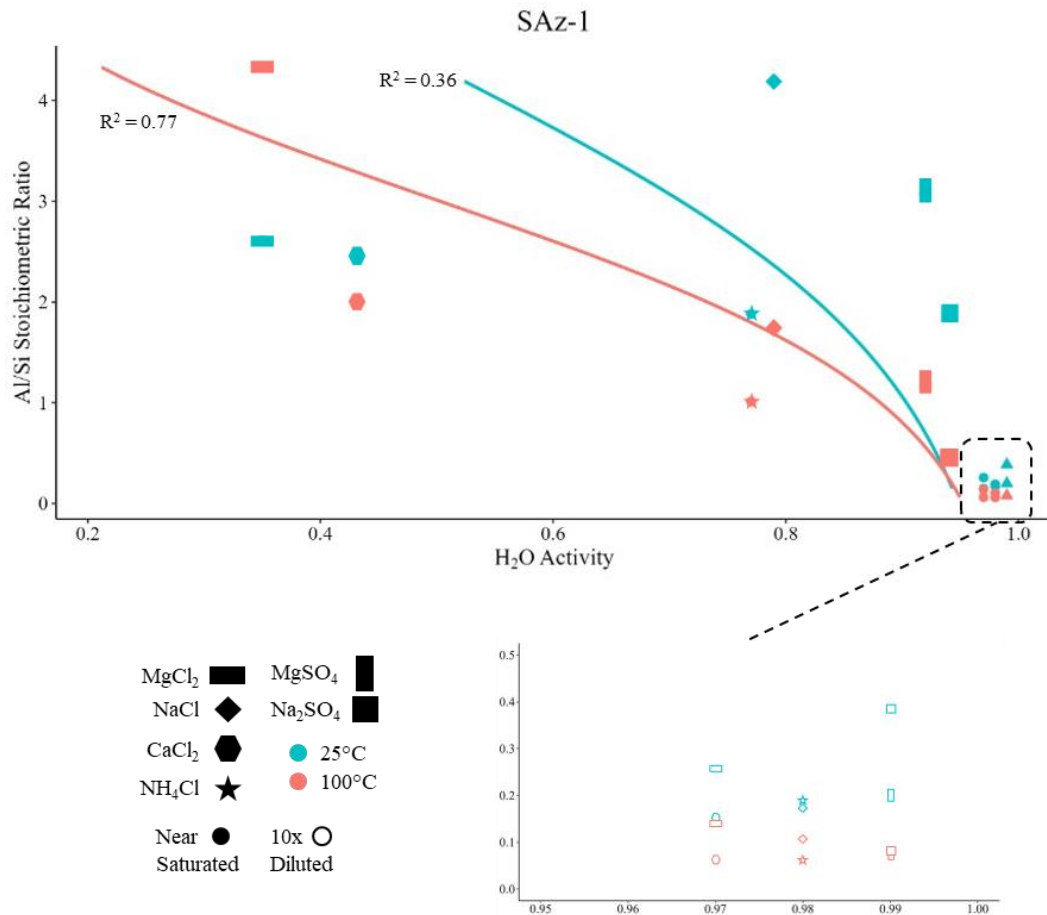 SAz-1
R² = 0.36
R² = 0.77
Al/Si Stoichiometric Ratio
4
3
2
1
0
0.2 0.4 0.6 0.8 1.0
H₂O Activity
MgCl₂ MgSO₄
NaCl Na₂SO₄
CaCl₂ 25°C
NH₄Cl 100°C
Near 10x
Saturated Diluted
0.5
0.4
0.3
0.2
0.1
0.0
0.95 0.96 0.97 0.98 0.99 1.00